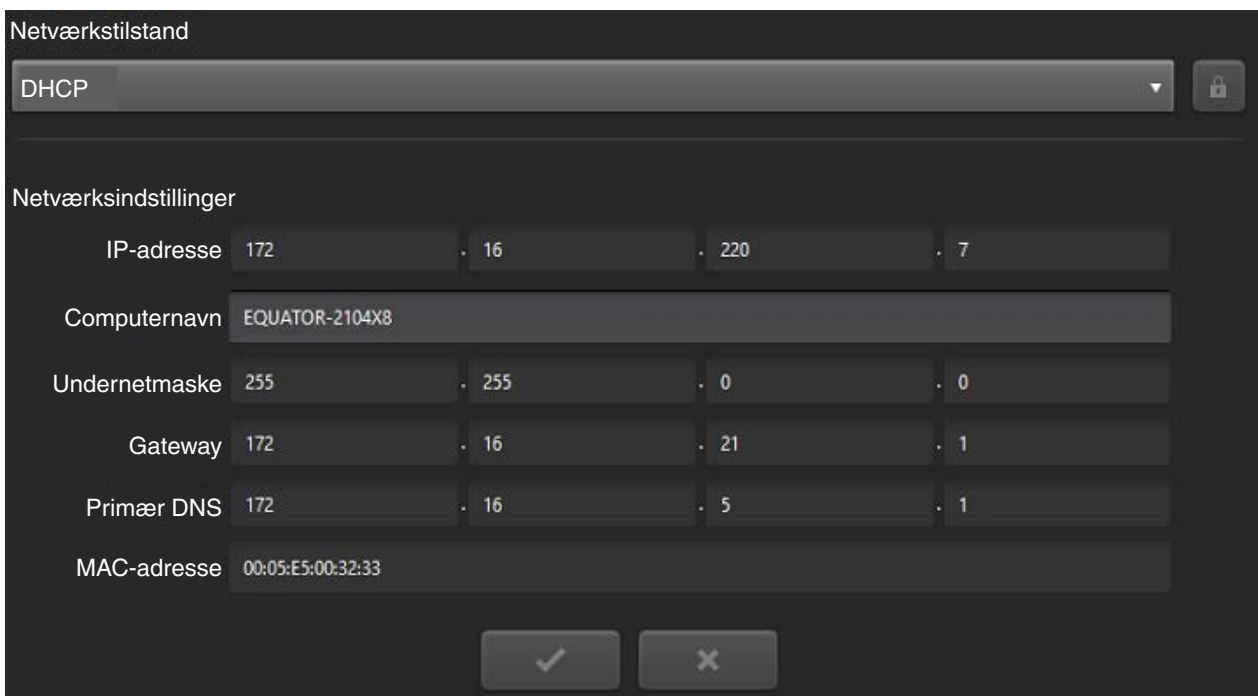 Netværkstilstand
DHCP
Netværksindstillinger
IP-adresse 172 . 16 . 220 . 7
Computernavn EQUATOR-2104X8
Undernetmaske 255 . 255 . 0 . 0
Gateway 172 . 16 . 21 . 1
Primær DNS 172 . 16 . 5 . 1
MAC-adresse 00:05:E5:00:32:33